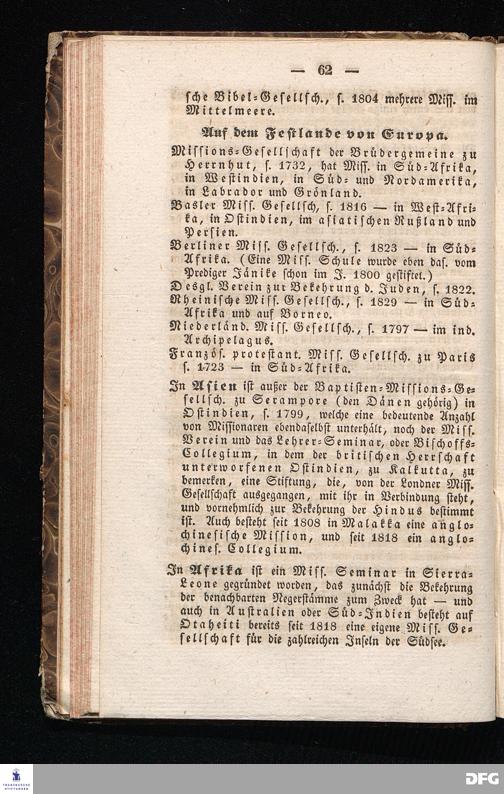 — 62 —
sche Bibel-Gesellsch., s. 1804 mehrere Miss. im
Mittelmeere.
Auf dem Festlande von Europa.
Missions-Gesellschaft der Brüdergemeine zu
Herrnhut, s. 1732, hat Miss. in Süd-Afrika,
in Westindien, in Süd- und Nordamerika,
in Labrador und Grönland.
Basler Miss. Gesellsch, s. 1816 — in West-Afri-
ka, in Ostindien, im asiatischen Rußland und
Persien.
Berliner Miss. Gesellsch., s. 1823 — in Süd-
Afrika. (Eine Miss. Schule wurde eben das. vom
Prediger Jänike schon im J. 1800 gestiftet.)
Desgl. Verein zur Bekehrung d. Juden, s. 1822.
Rheinische Miss. Gesellsch., s. 1829 — in Süd-
Afrika und auf Borneo.
Niederländ. Miss. Gesellsch., s. 1797 — im ind.
Archipelagus.
Französ. protestant. Miss. Gesellsch. zu Paris
s. 1723 — in Süd-Afrika.
In Asien ist außer der Baptisten-Missions-Ge-
sellsch. zu Serampore (den Dänen gehörig) in
Ostindien, s. 1799, welche eine bedeutende Anzahl
von Missionaren ebendaselbst unterhält, noch der Miss.
Verein und das Lehrer-Seminar, oder Bischoffs-
Collegium, in dem der britischen Herrschaft
unterworfenen Ostindien, zu Kalkutta, zu
bemerken, eine Stiftung, die, von der Londner Miss.
Gesellschaft ausgegangen, mit ihr in Verbindung steht,
und vornehmlich zur Bekehrung der Hindus bestimmt
ist. Auch besteht seit 1808 in Malakka eine anglo-
chinesische Mission, und seit 1818 ein anglo-
chines. Collegium.
In Afrika ist ein Miss. Seminar in Sierra-
Leone gegründet worden, das zunächst die Bekehrung
der benachbarten Negerstämme zum Zweck hat — und
auch in Australien oder Süd-Indien besteht auf
Otaheiti bereits seit 1818 eine eigene Miss. Ge-
sellschaft für die zahlreichen Inseln der Südsee.
FRANCKESCHE
STIFTUNGEN
DFG